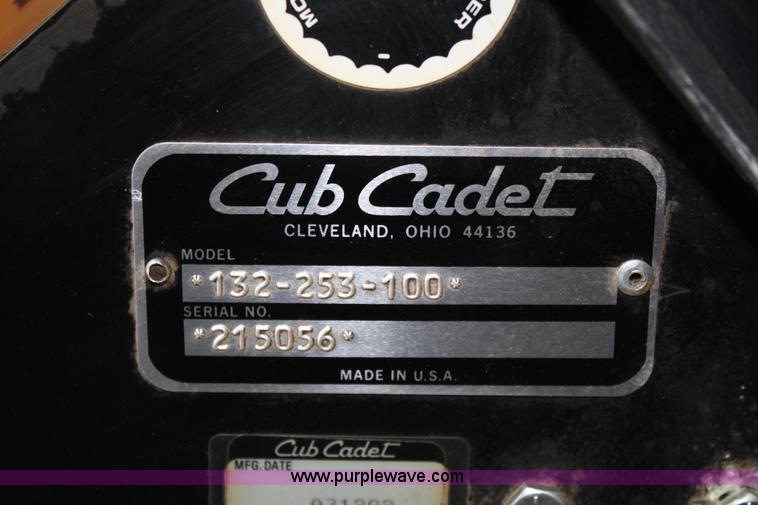 Cub Cadet
CLEVELAND, OHIO 44136
MODEL
*132-253-100*
SERIAL NO.
*215056*
MADE IN U.S.A.
Cub Cadet
MFG. DATE
www.purplewave.com